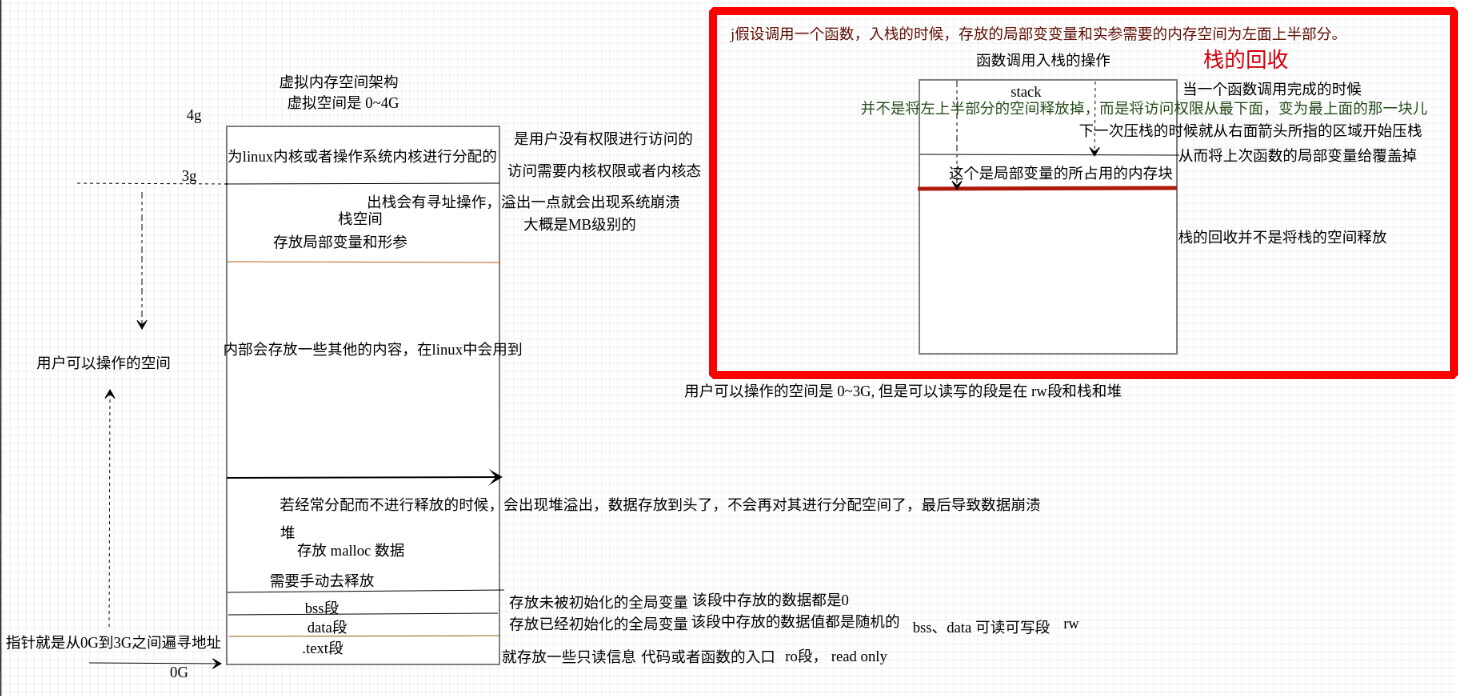 j假设调用一个函数，入栈的时候，存放的局部变变量和实参需要的内存空间为左面上半部分。
函数调用入栈的操作
栈的回收
stack
当一个函数调用完成的时候
并不是将左上半部分的空间释放掉，而是将访问权限从最下面，变为最上面的那一块儿
下一次压栈的时候就从右面箭头所指的区域开始压栈
从而将上次函数的局部变量给覆盖掉
这个是局部变量的所占用的内存块
栈的回收并不是将栈的空间释放
虚拟内存空间架构
虚拟空间是 0~4G
4g
是用户没有权限进行访问的
为linux内核或者操作系统内核进行分配的
访问需要内核权限或者内核态
3g
出栈会有寻址操作，溢出一点就会出现系统崩溃
栈空间
大概是MB级别的
存放局部变量和形参
内部会存放一些其他的内容，在linux中会用到
用户可以操作的空间
用户可以操作的空间是 0~3G, 但是可以读写的段是在 rw段和栈和堆
若经常分配而不进行释放的时候，会出现堆溢出，数据存放到头了，不会再对其进行分配空间了，最后导致数据崩溃
堆
存放 malloc 数据
需要手动去释放
bss段
存放未被初始化的全局变量 该段中存放的数据都是0
data段
存放已经初始化的全局变量 该段中存放的数据值都是随机的
bss、data 可读可写段 rw
指针就是从0G到3G之间遍寻地址
.text段
就存放一些只读信息 代码或者函数的入口 ro段， read only
0G